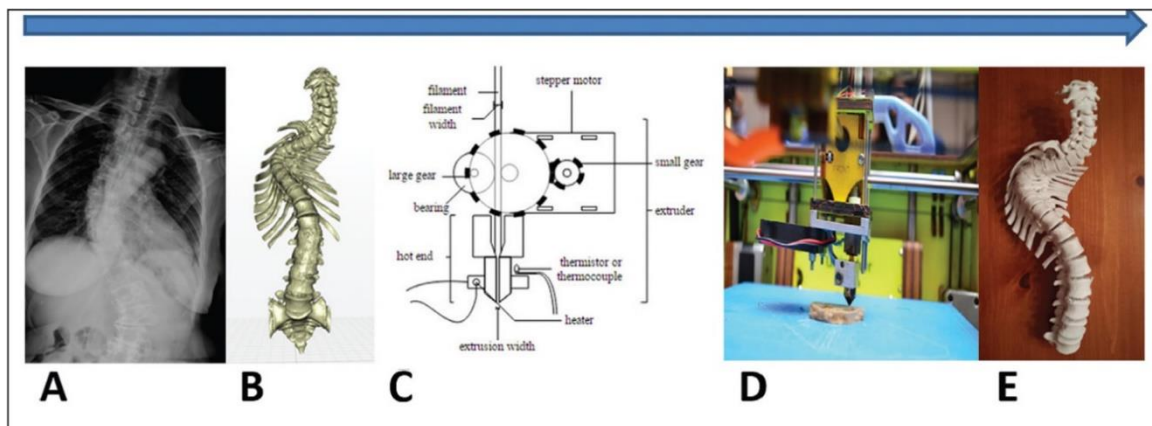 stepper motor
filament
filament
width
small gear
large gear
bearing
extruder
hot end
thermistor or
thermocouple
heater
extrusion width
A
B
C
D
E